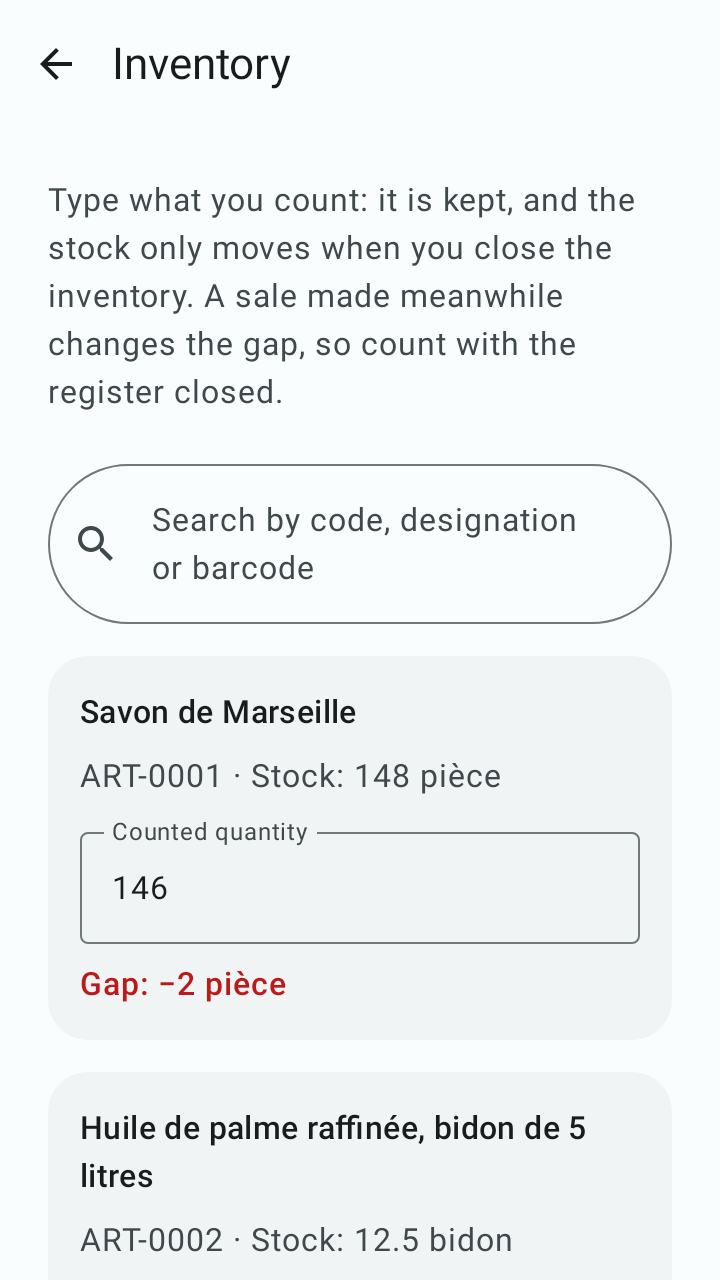 Inventory
Type what you count: it is kept, and the
stock only moves when you close the
inventory. A sale made meanwhile
changes the gap, so count with the
register closed.
Search by code, designation
or barcode
Savon de Marseille
ART-0001 · Stock: 148 pièce
Counted quantity
146
Gap: −2 pièce
Huile de palme raffinée, bidon de 5
litres
ART-0002 · Stock: 12.5 bidon